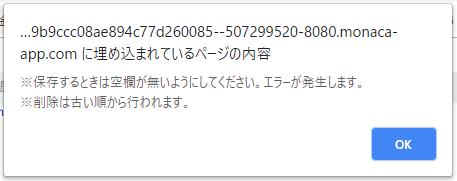 ...9b9ccc08ae894c77d260085--507299520-8080.monaca-
app.com に埋め込まれているページの内容
※保存するときは空欄が無いようにしてください。エラーが発生します。
※削除は古い順から行われます。
OK